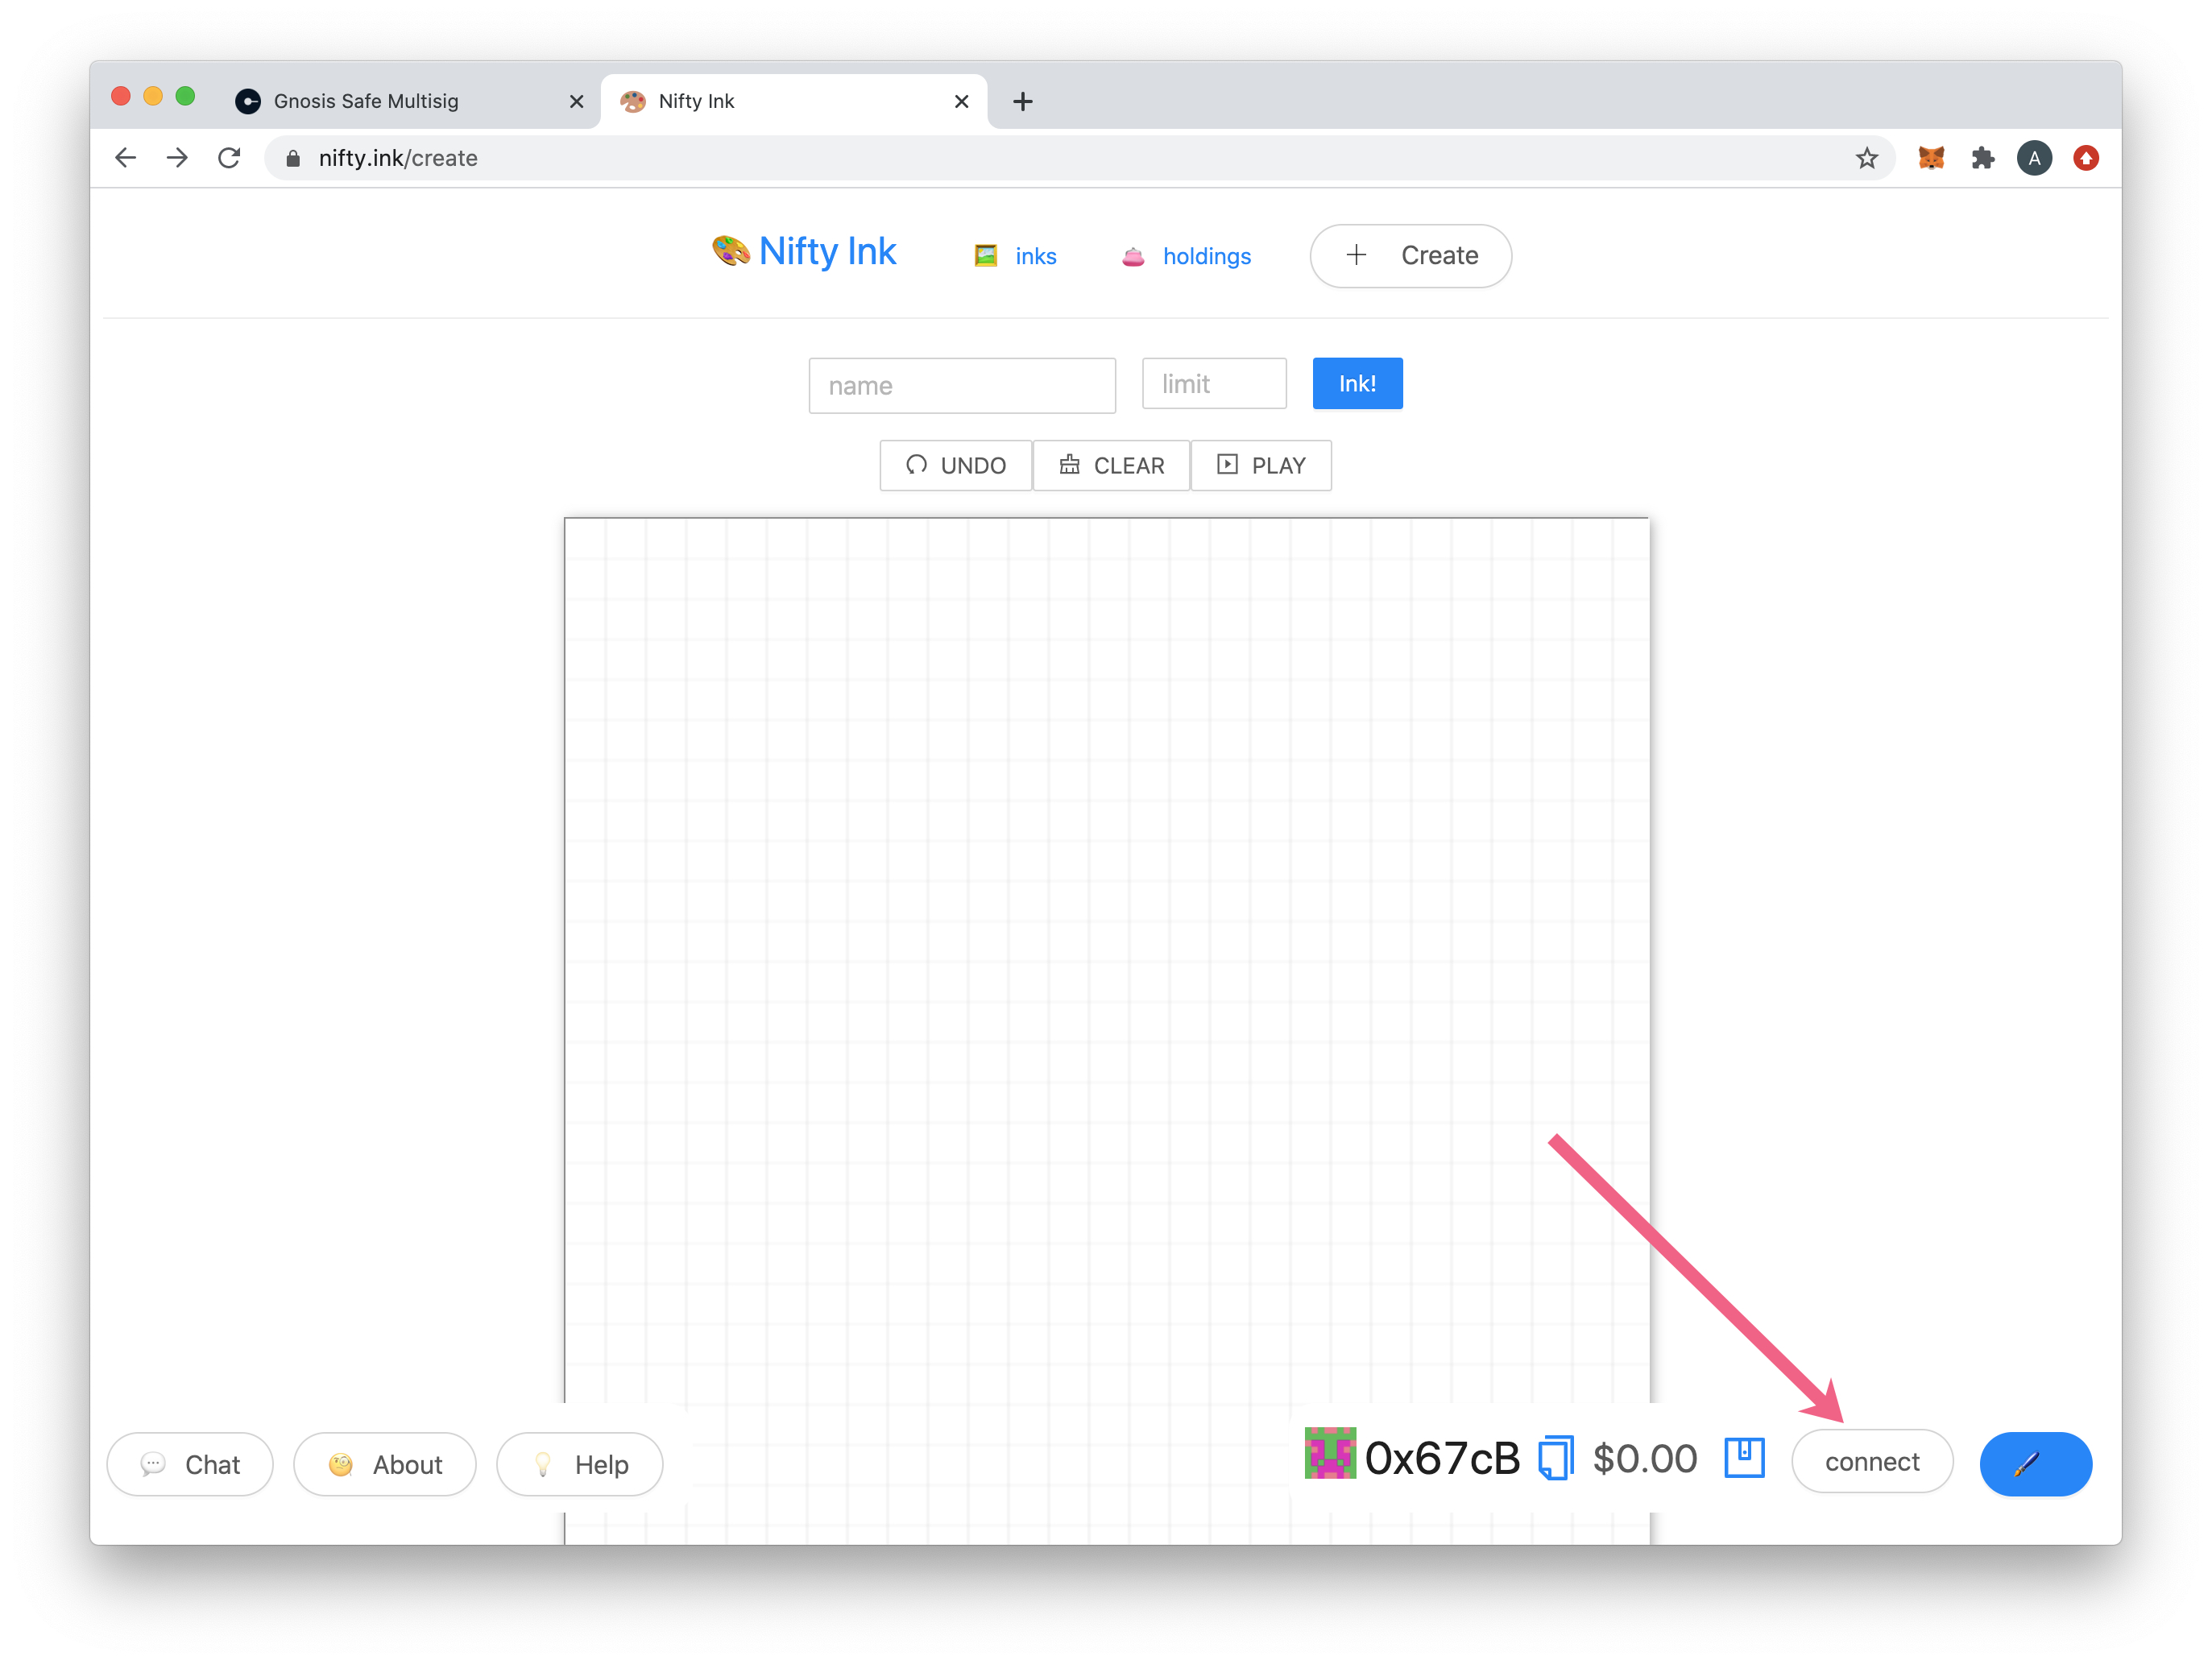 Gnosis Safe Multisig
Nifty Ink
nifty.ink/create
A
Nifty Ink
inks
holdings
Create
name
limit
Ink!
UNDO
CLEAR
PLAY
Chat
About
Help
0x67cB
$0.00
connect